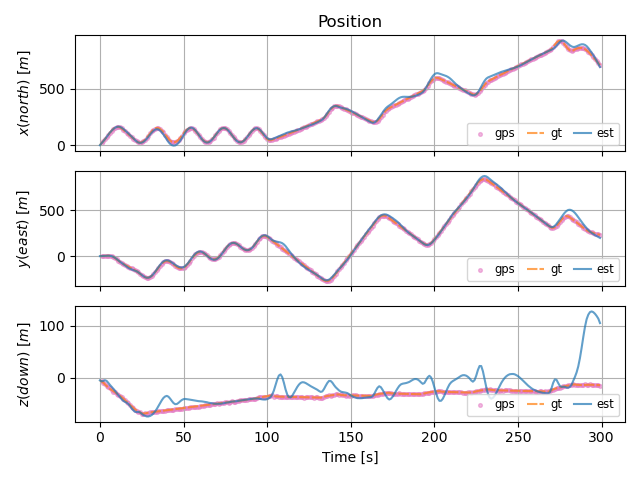 Position
x(north) [m]
500
0
gps gt est
y(east) [m]
500
0
gps gt est
z(down) [m]
100
0
gps gt est
0 50 100 150 200 250 300
Time [s]